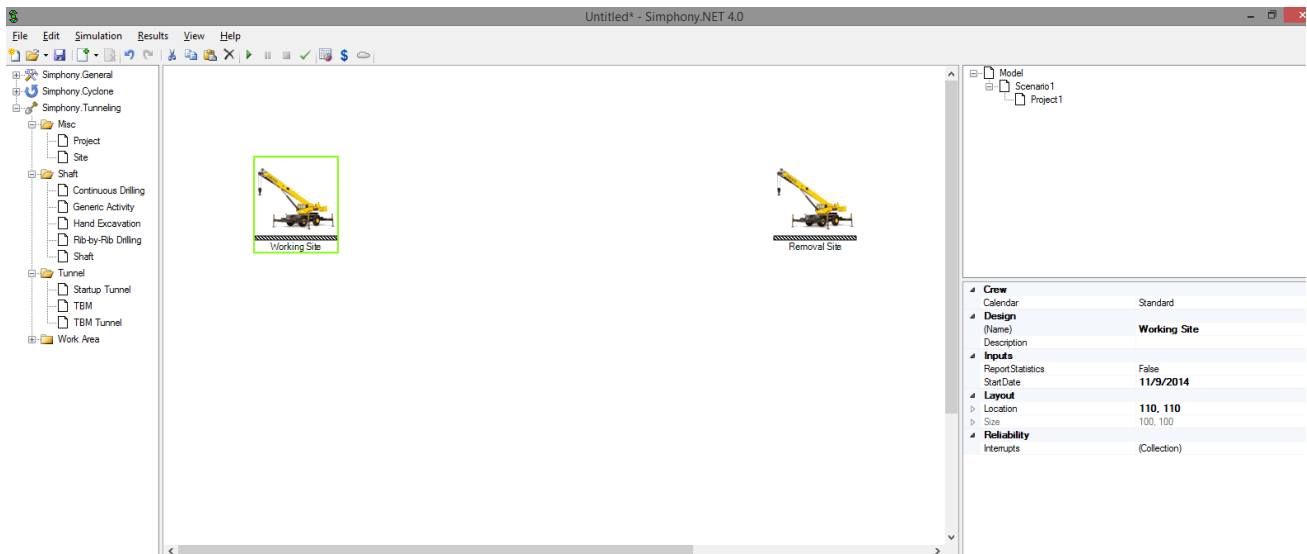 Untitled* - Simphony.NET 4.0
File Edit Simulation Results View Help
Simphony.General
Simphony.Cyclone
Simphony.Tunneling
Misc
Project
Site
Shaft
Continuous Drilling
Generic Activity
Hand Excavation
Rib-by-Rib Drilling
Shaft
Tunnel
Startup Tunnel
TBM
TBM Tunnel
Work Area
Working Site
Removal Site
Model
Scenario1
Project1
Crew
Calendar Standard
Design
(Name) Working Site
Description
Inputs
ReportStatistics False
StartDate 11/9/2014
Layout
Location 110, 110
Size 100, 100
Reliability
Interrupts (Collection)